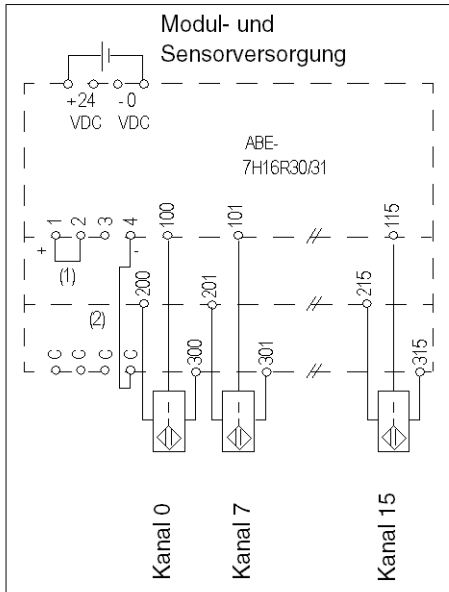 Modul- und
Sensorversorgung
+24 -0
VDC VDC
ABE-
7H16R30/31
1 2 3 4 100 101 115
+ -
(1)
200 201 215
(2)
C C C C 300 301 315
Kanal 0 Kanal 7 Kanal 15